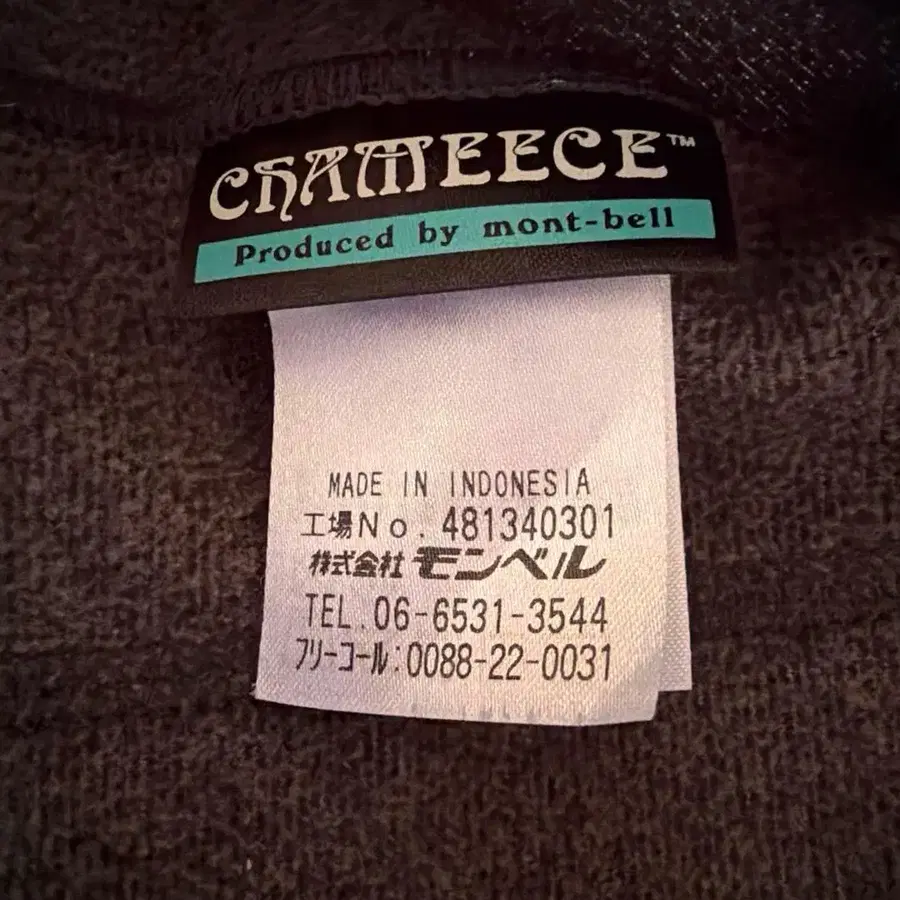 CHAMEECE™
Produced by mont-bell
MADE IN INDONESIA
工場No. 481340301
株式会社 モンベル
TEL.06-6531-3544
フリーコール:0088-22-0031